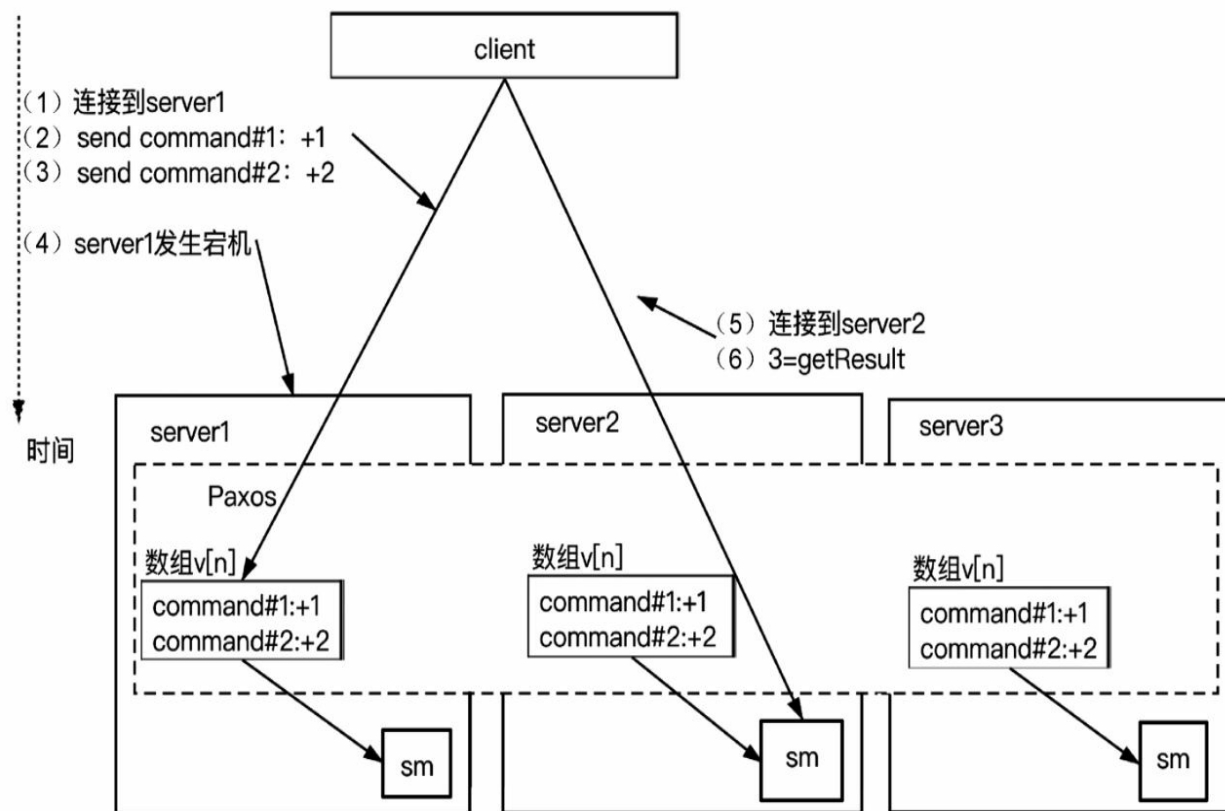 client
（1）连接到server1
（2）send command#1：+1
（3）send command#2：+2
（4）server1发生宕机
（5）连接到server2
（6）3=getResult
时间
server1
server2
server3
Paxos
数组v[n]
command#1:+1
command#2:+2
数组v[n]
command#1:+1
command#2:+2
数组v[n]
command#1:+1
command#2:+2
sm
sm
sm